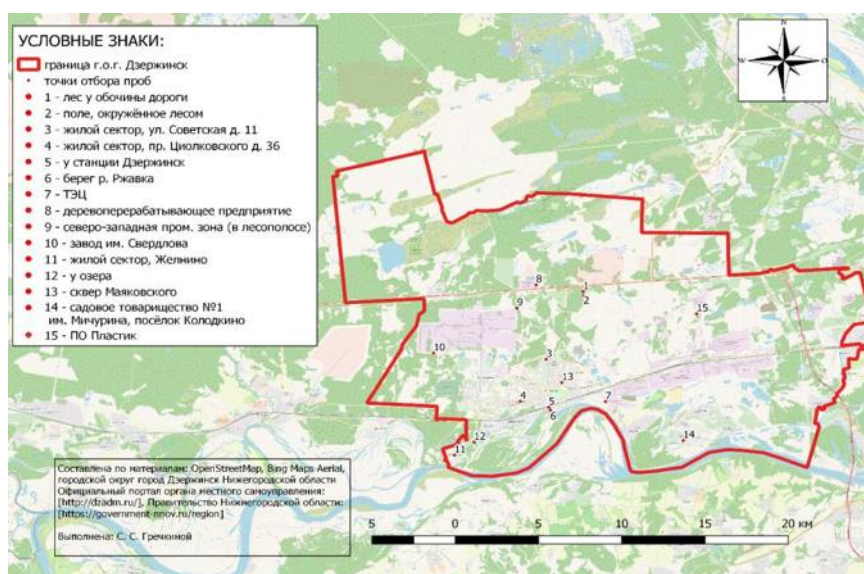 УСЛОВНЫЕ ЗНАКИ:
граница г.о.г. Дзержинск
точки отбора проб
1 - лес у обочины дороги
2 - поле, окружённое лесом
3 - жилой сектор, ул. Советская д. 11
4 - жилой сектор, пр. Циолковского д. 36
5 - у станции Дзержинск
6 - берег р. Ржавка
7 - ТЭЦ
8 - деревоперерабатывающее предприятие
9 - северо-западная пром. зона (в лесополосе)
10 - завод им. Свердлова
11 - жилой сектор, Желнино
12 - у озера
13 - сквер Маяковского
14 - садовое товарищество №1
им. Мичурина, посёлок Колодкино
15 - ПО Пластик
N
8
1
2
9
15
10
3
13
4
5
6
7
14
12
11
Составлена по материалам: OpenStreetMap, Bing Maps Aerial,
городской округ город Дзержинск Нижегородской области
Официальный портал органа местного самоуправления:
[http://dzadm.ru/], Правительство Нижнегородской области:
[https://government-nnov.ru/region]
Выполнена: С. С. Гречкиной
5 0 5 10 15 20 км